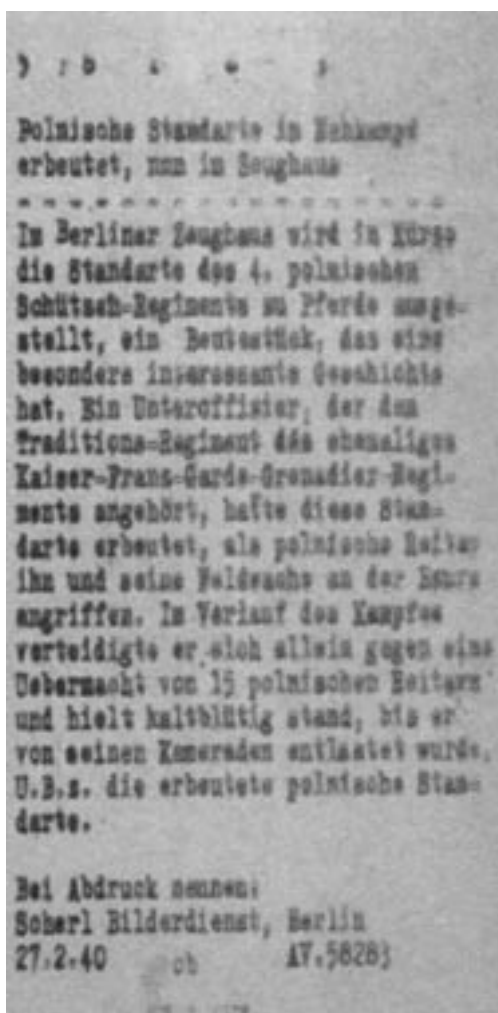 Polnische Standarte in Nahkampf
erbeutet, nun im Zeughaus
Im Berliner Zeughaus wird in Kürze
die Standarte des 4. polnischen
Schützen-Regiments zu Pferde ausge-
stellt, ein Beutestück, das eine
besonders interessante Geschichte
hat. Ein Unteroffizier, der dem
Traditions-Regiment des ehemaligen
Kaiser-Franz-Garde-Grenadier-Regi-
ments angehört, hatte diese Stan-
darte erbeutet, als polnische Reiter
ihn und seine Feldwache an der
angriffen. Im Verlauf des Kampfes
verteidigte er sich allein gegen eine
Uebermacht von 15 polnischen Reitern
und hielt kaltblütig stand, bis er
von seinen Kameraden entlastet wurde.
U.B.z. die erbeutete polnische Stan-
darte.
Bei Abdruck nennen:
Scherl Bilderdienst, Berlin
27.2.40 ob AV.58283